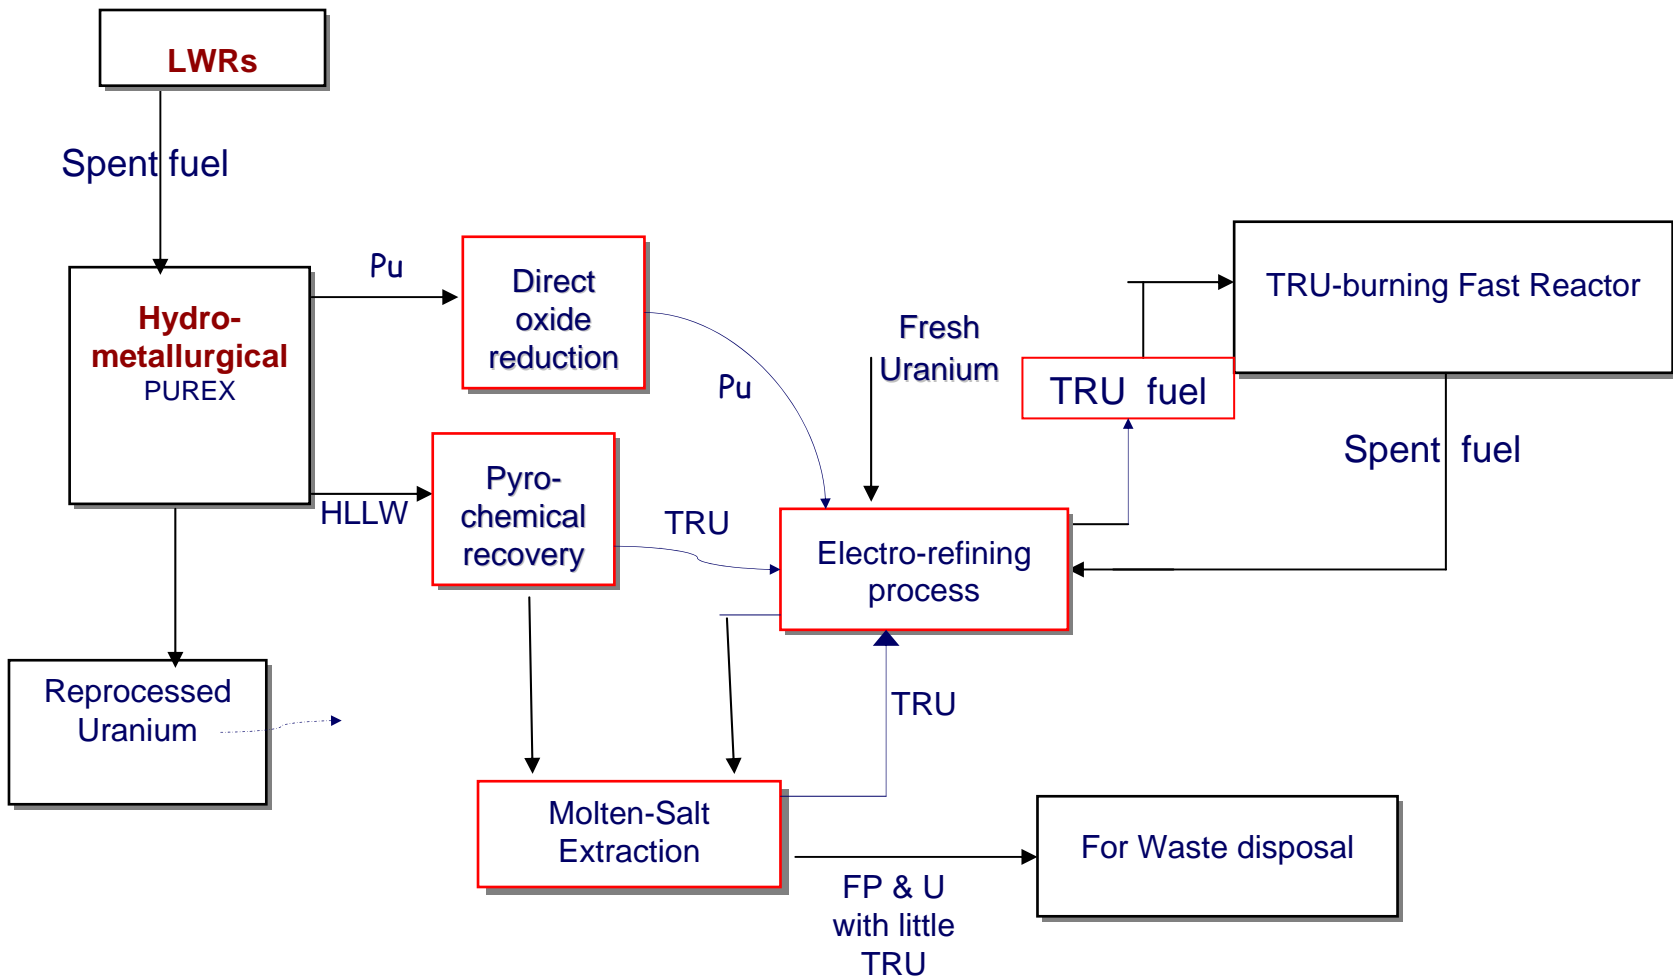 LWRs
Spent fuel
Hydro-
metallurgical
PUREX
Pu
Direct
oxide
reduction
Pu
Fresh
Uranium
TRU-burning Fast Reactor
TRU fuel
Spent fuel
HLLW
Pyro-
chemical
recovery
TRU
Electro-refining
process
Reprocessed
Uranium
TRU
Molten-Salt
Extraction
FP & U
with little
TRU
For Waste disposal